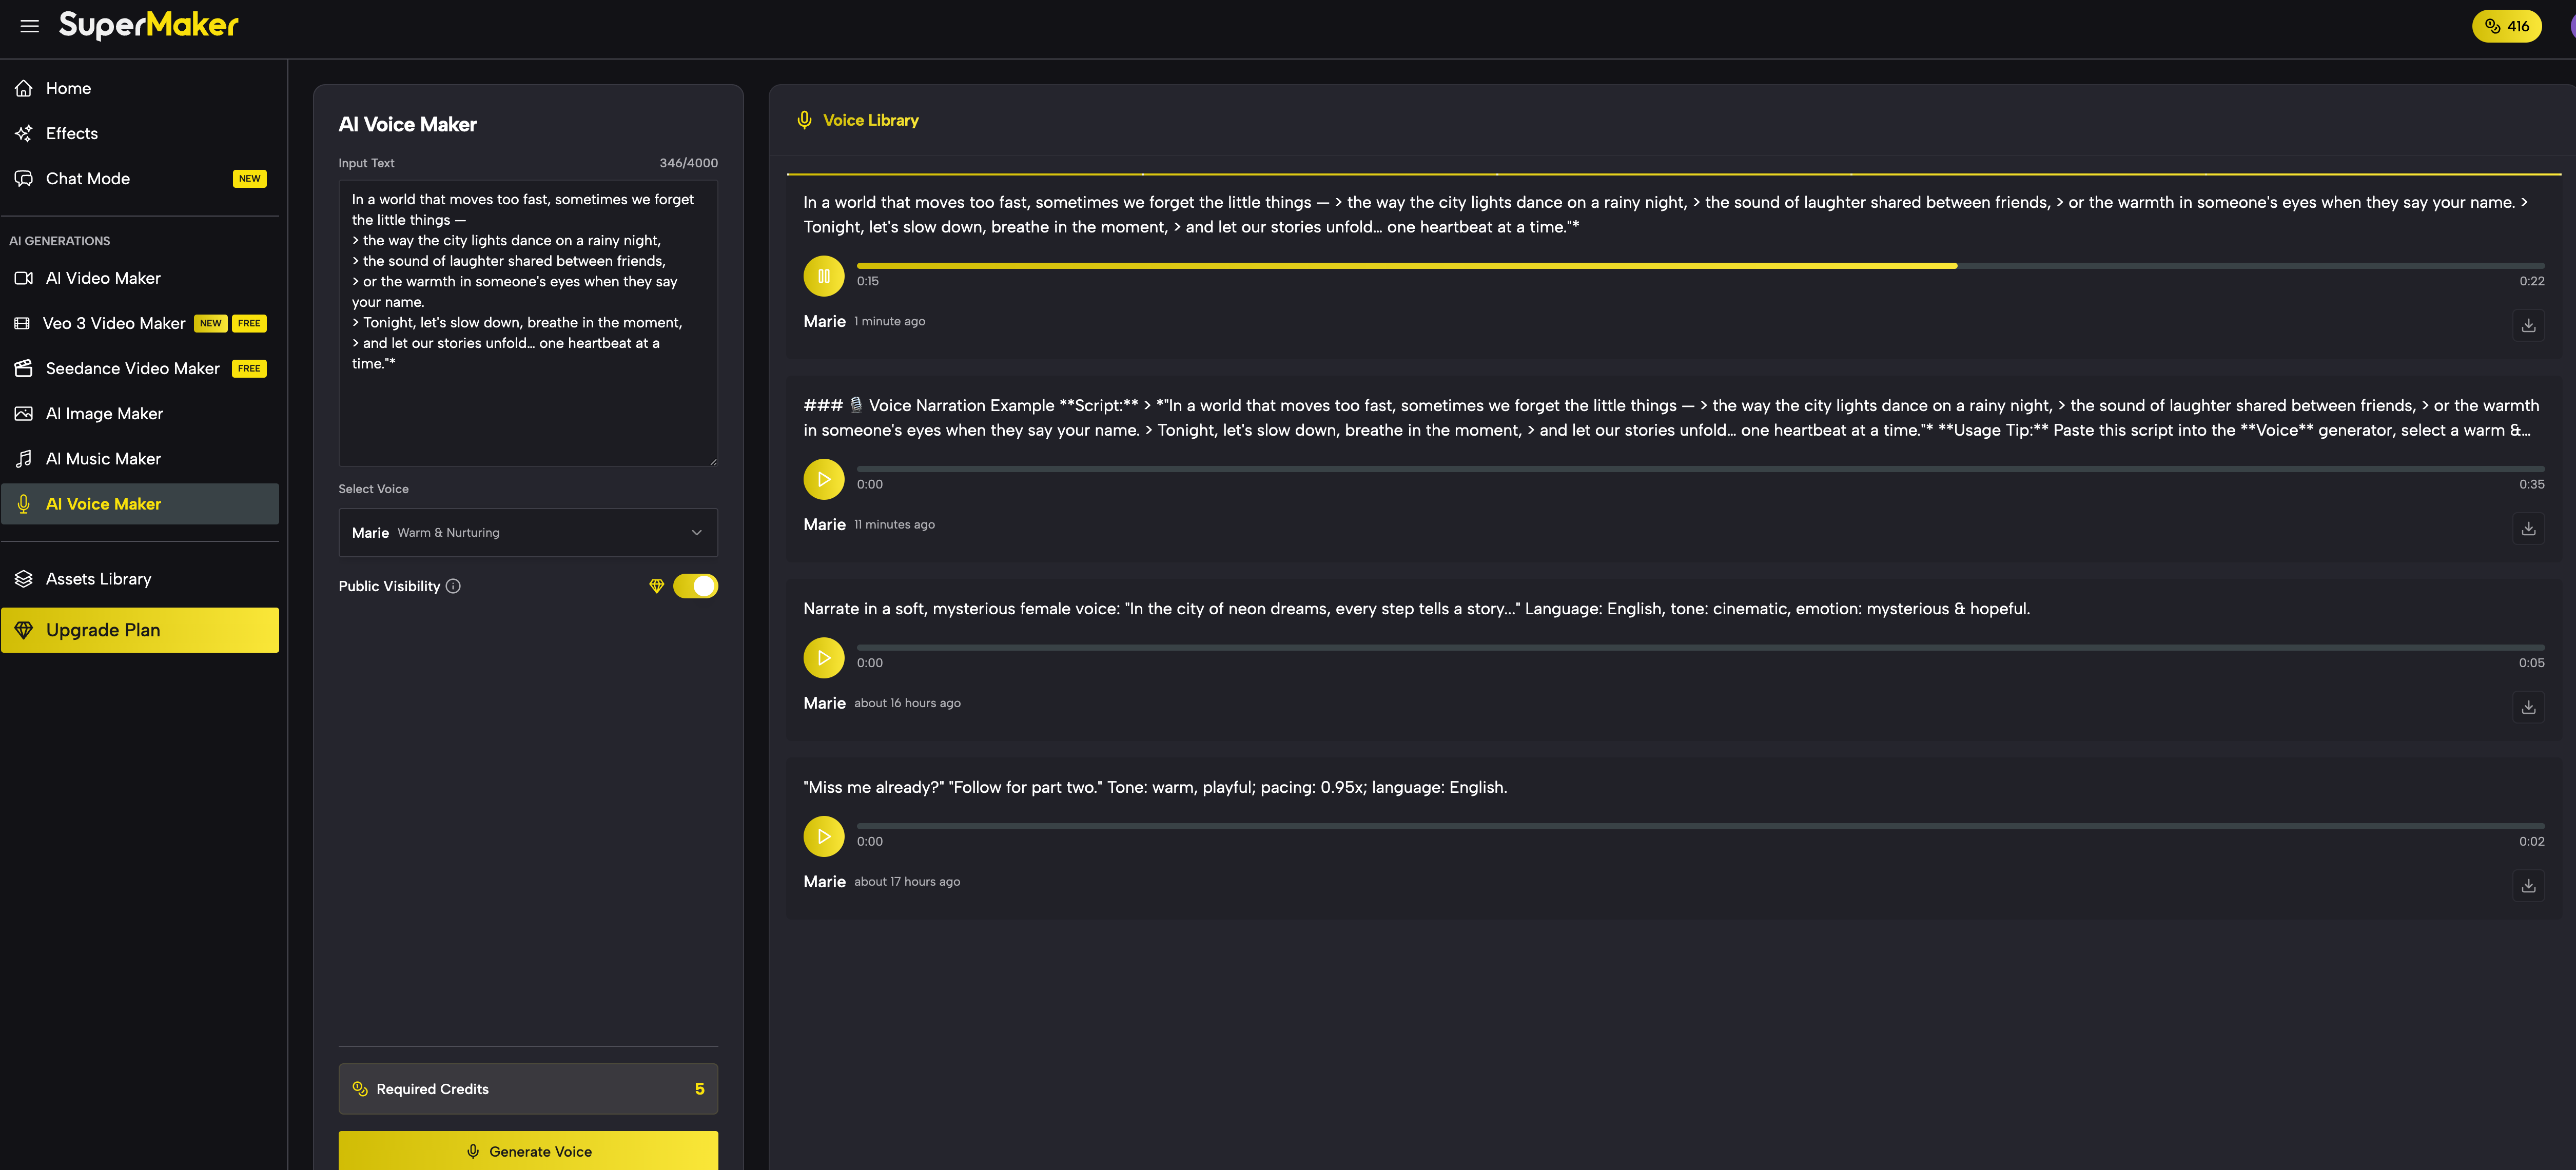 SuperMaker
416
Home
Effects
Chat Mode NEW
AI GENERATIONS
AI Video Maker
Veo 3 Video Maker NEW FREE
Seedance Video Maker FREE
AI Image Maker
AI Music Maker
AI Voice Maker
Assets Library
Upgrade Plan
AI Voice Maker
Input Text 346/4000
In a world that moves too fast, sometimes we forget
the little things —
> the way the city lights dance on a rainy night,
> the sound of laughter shared between friends,
> or the warmth in someone's eyes when they say
your name.
> Tonight, let's slow down, breathe in the moment,
> and let our stories unfold… one heartbeat at a
time."*
Select Voice
Marie Warm & Nurturing
Public Visibility
Required Credits 5
Generate Voice
Voice Library
In a world that moves too fast, sometimes we forget the little things — > the way the city lights dance on a rainy night, > the sound of laughter shared between friends, > or the warmth in someone's eyes when they say your name. >
Tonight, let's slow down, breathe in the moment, > and let our stories unfold… one heartbeat at a time."*
0:15 0:22
Marie 1 minute ago
### 🎙️ Voice Narration Example **Script:** > *"In a world that moves too fast, sometimes we forget the little things — > the way the city lights dance on a rainy night, > the sound of laughter shared between friends, > or the warmth
in someone's eyes when they say your name. > Tonight, let's slow down, breathe in the moment, > and let our stories unfold… one heartbeat at a time."* **Usage Tip:** Paste this script into the **Voice** generator, select a warm &...
0:00 0:35
Marie 11 minutes ago
Narrate in a soft, mysterious female voice: "In the city of neon dreams, every step tells a story..." Language: English, tone: cinematic, emotion: mysterious & hopeful.
0:00 0:05
Marie about 16 hours ago
"Miss me already?" "Follow for part two." Tone: warm, playful; pacing: 0.95x; language: English.
0:00 0:02
Marie about 17 hours ago